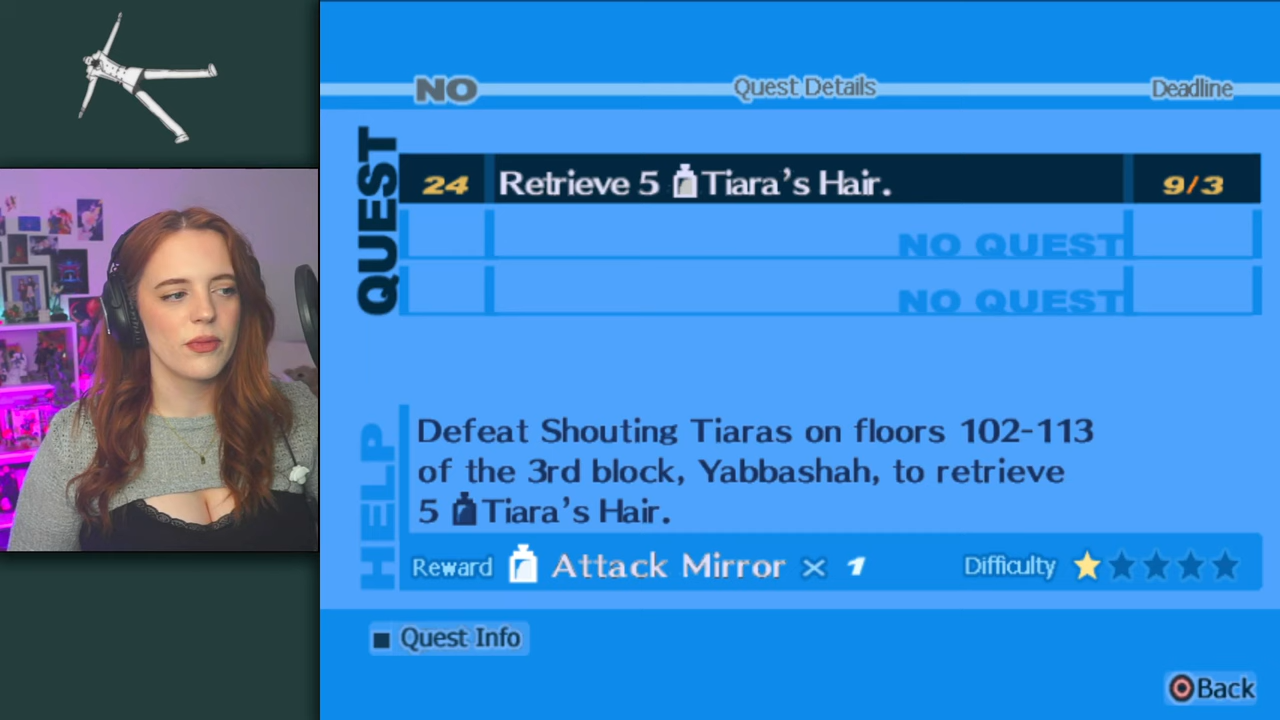 NO Quest Details Deadline
QUEST
24 Retrieve 5 Tiara's Hair. 9/3
NO QUEST
NO QUEST
HELP
Defeat Shouting Tiaras on floors 102-113
of the 3rd block, Yabbashah, to retrieve
5 Tiara's Hair.
Reward Attack Mirror × 1 Difficulty
Quest Info
Back